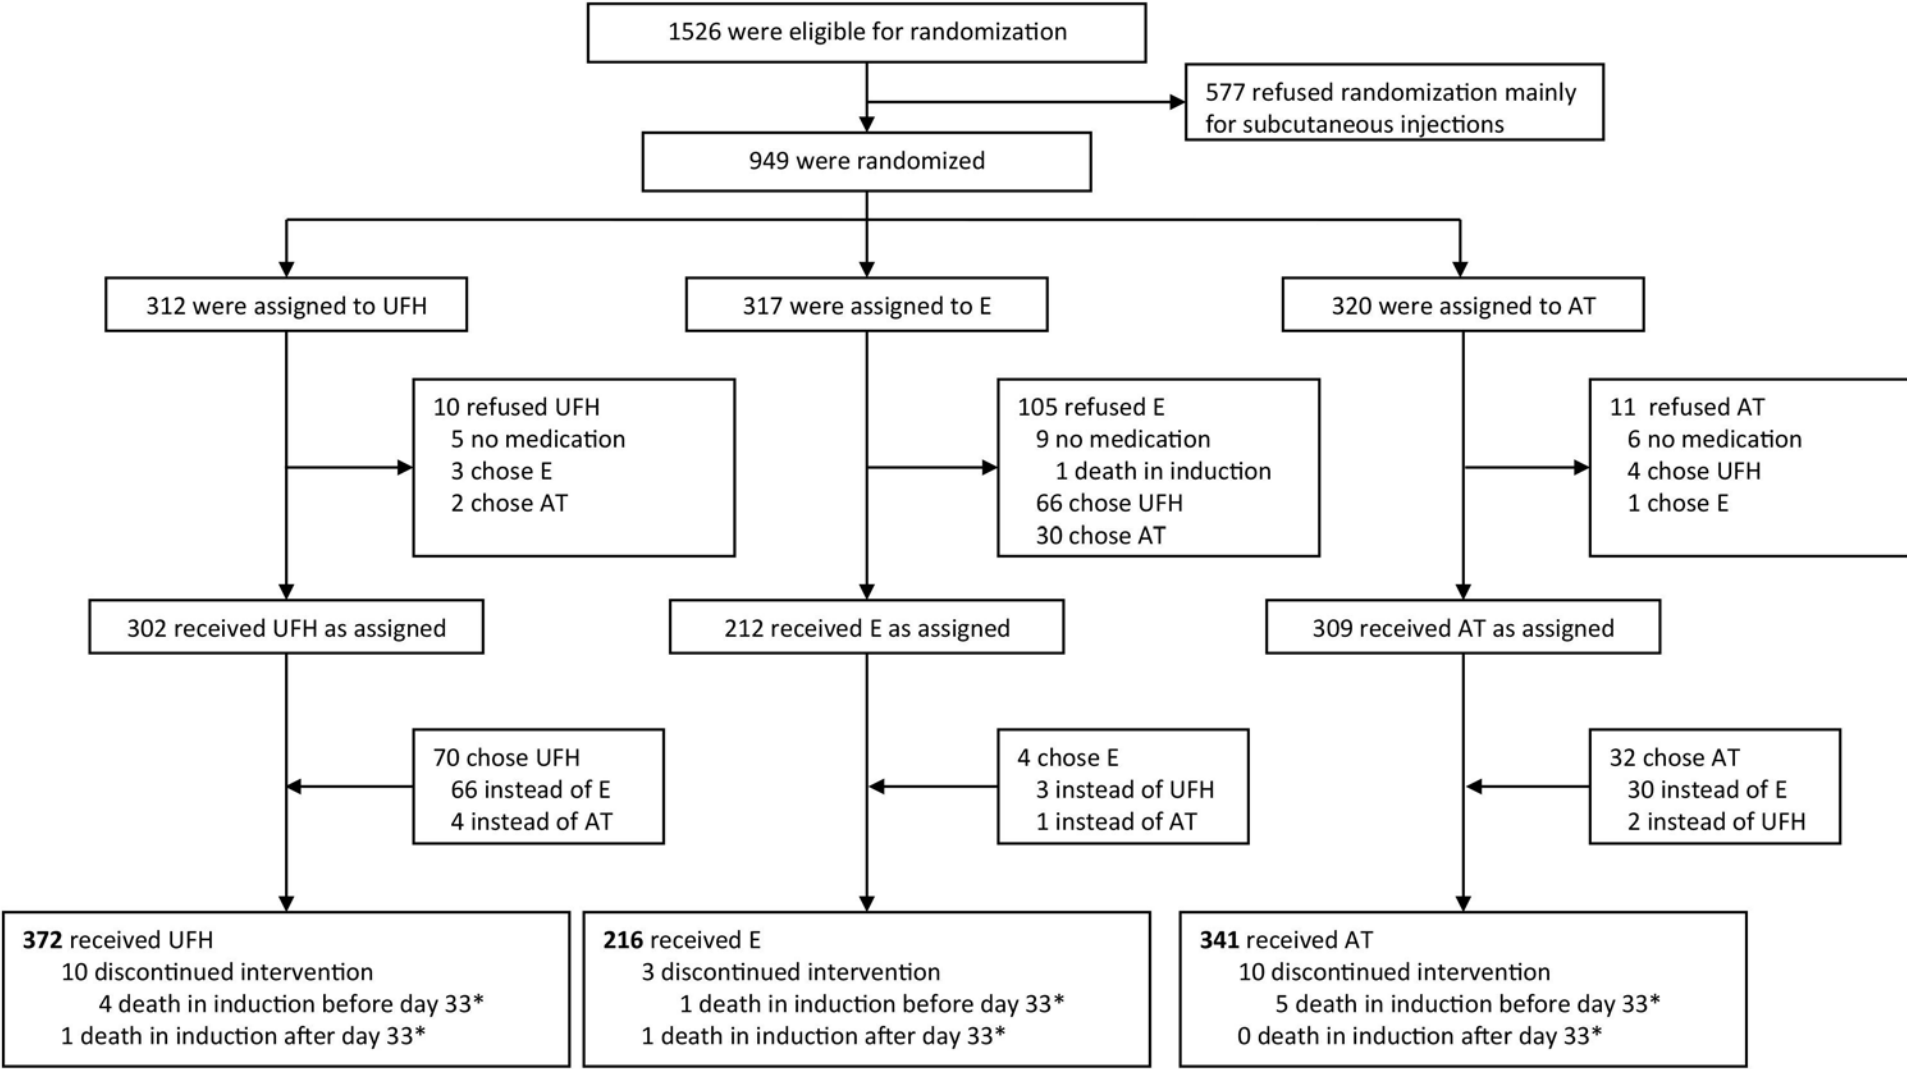 1526 were eligible for randomization
577 refused randomization mainly
for subcutaneous injections
949 were randomized
312 were assigned to UFH
317 were assigned to E
320 were assigned to AT
10 refused UFH
5 no medication
3 chose E
2 chose AT
105 refused E
9 no medication
1 death in induction
66 chose UFH
30 chose AT
11 refused AT
6 no medication
4 chose UFH
1 chose E
302 received UFH as assigned
212 received E as assigned
309 received AT as assigned
70 chose UFH
66 instead of E
4 instead of AT
4 chose E
3 instead of UFH
1 instead of AT
32 chose AT
30 instead of E
2 instead of UFH
372 received UFH
10 discontinued intervention
4 death in induction before day 33*
1 death in induction after day 33*
216 received E
3 discontinued intervention
1 death in induction before day 33*
1 death in induction after day 33*
341 received AT
10 discontinued intervention
5 death in induction before day 33*
0 death in induction after day 33*